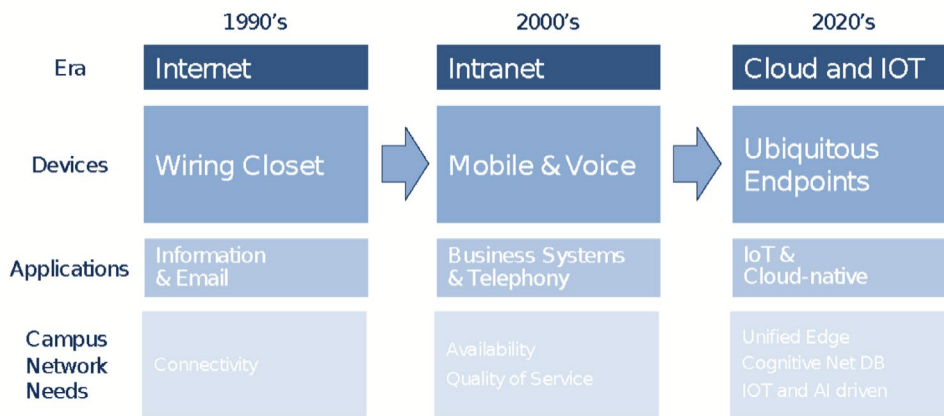 1990's 2000's 2020's
Era Internet Intranet Cloud and IOT
Devices Wiring Closet Mobile & Voice Ubiquitous
Endpoints
Applications Information
& Email
Business Systems
& Telephony
IoT &
Cloud-native
Campus
Network
Needs
Connectivity
Availability
Quality of Service
Unified Edge
Cognitive Net DB
IOT and AI driven